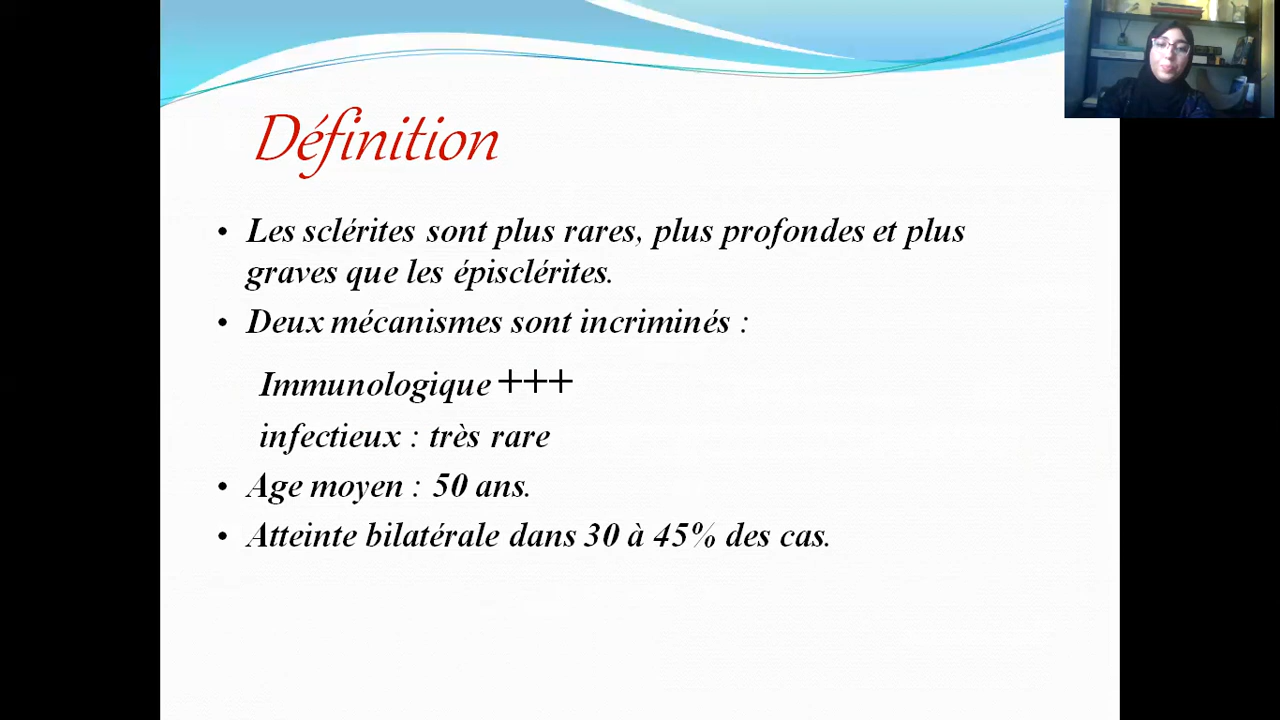 Définition
• Les sclérites sont plus rares, plus profondes et plus
graves que les épisclérites.
• Deux mécanismes sont incriminés :
Immunologique +++
infectieux : très rare
• Age moyen : 50 ans.
• Atteinte bilatérale dans 30 à 45% des cas.